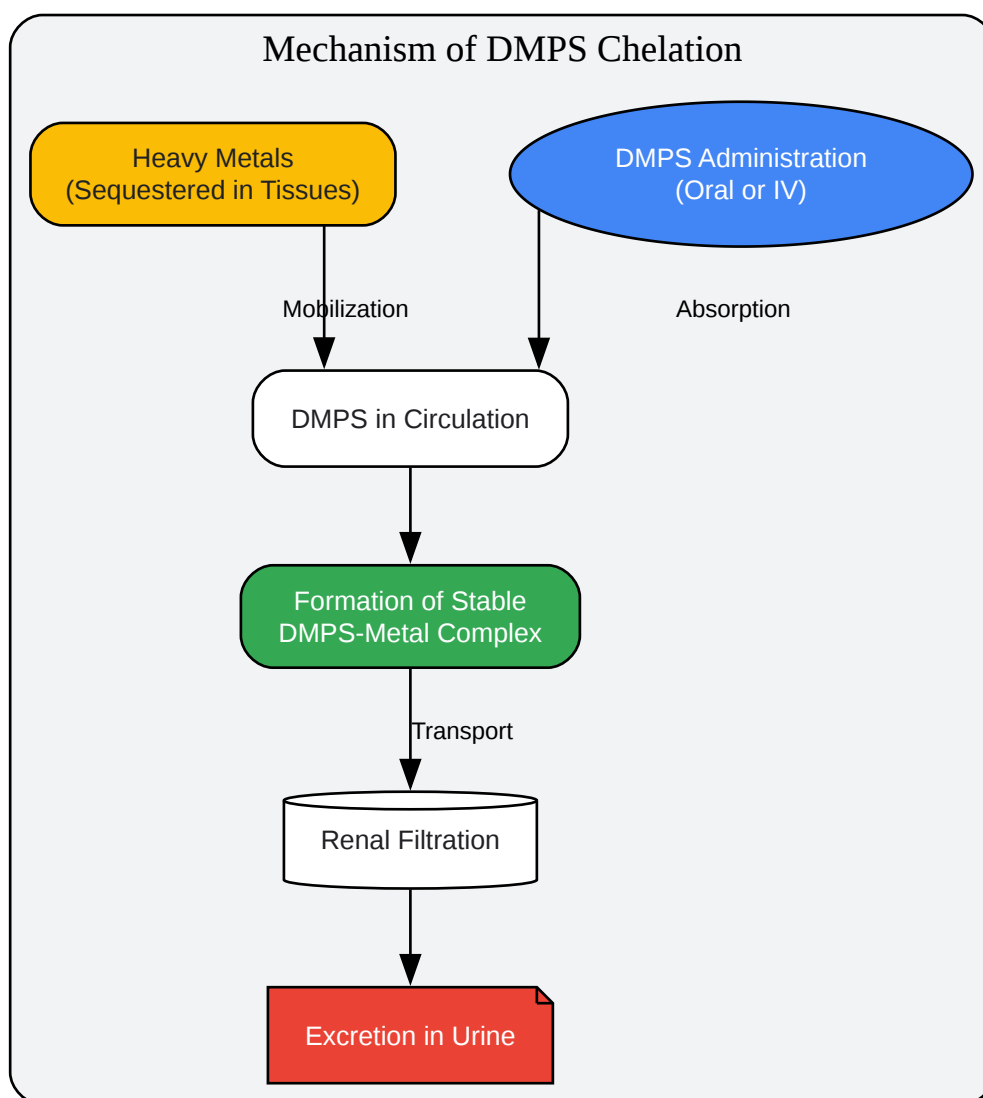 Mechanism of DMPS Chelation
Heavy Metals
(Sequestered in Tissues)
DMPS Administration
(Oral or IV)
Mobilization
Absorption
DMPS in Circulation
Formation of Stable
DMPS-Metal Complex
Transport
Renal Filtration
Excretion in Urine